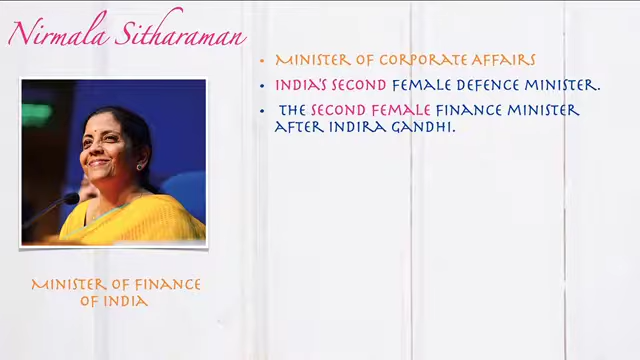 Nirmala Sitharaman
• Minister of Corporate Affairs
• India's second female defence minister.
• The second female finance minister
after Indira Gandhi.
Minister of Finance
of India